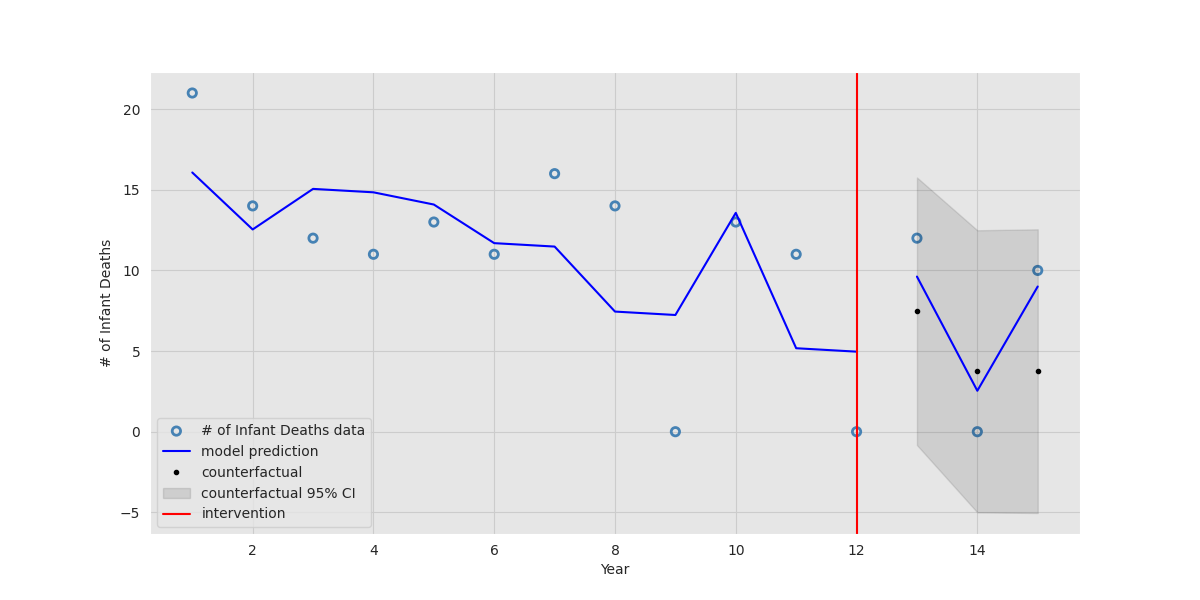 20
15
10
5
0
−5
# of Infant Deaths
# of Infant Deaths data
model prediction
counterfactual
counterfactual 95% CI
intervention
2 4 6 8 10 12 14
Year